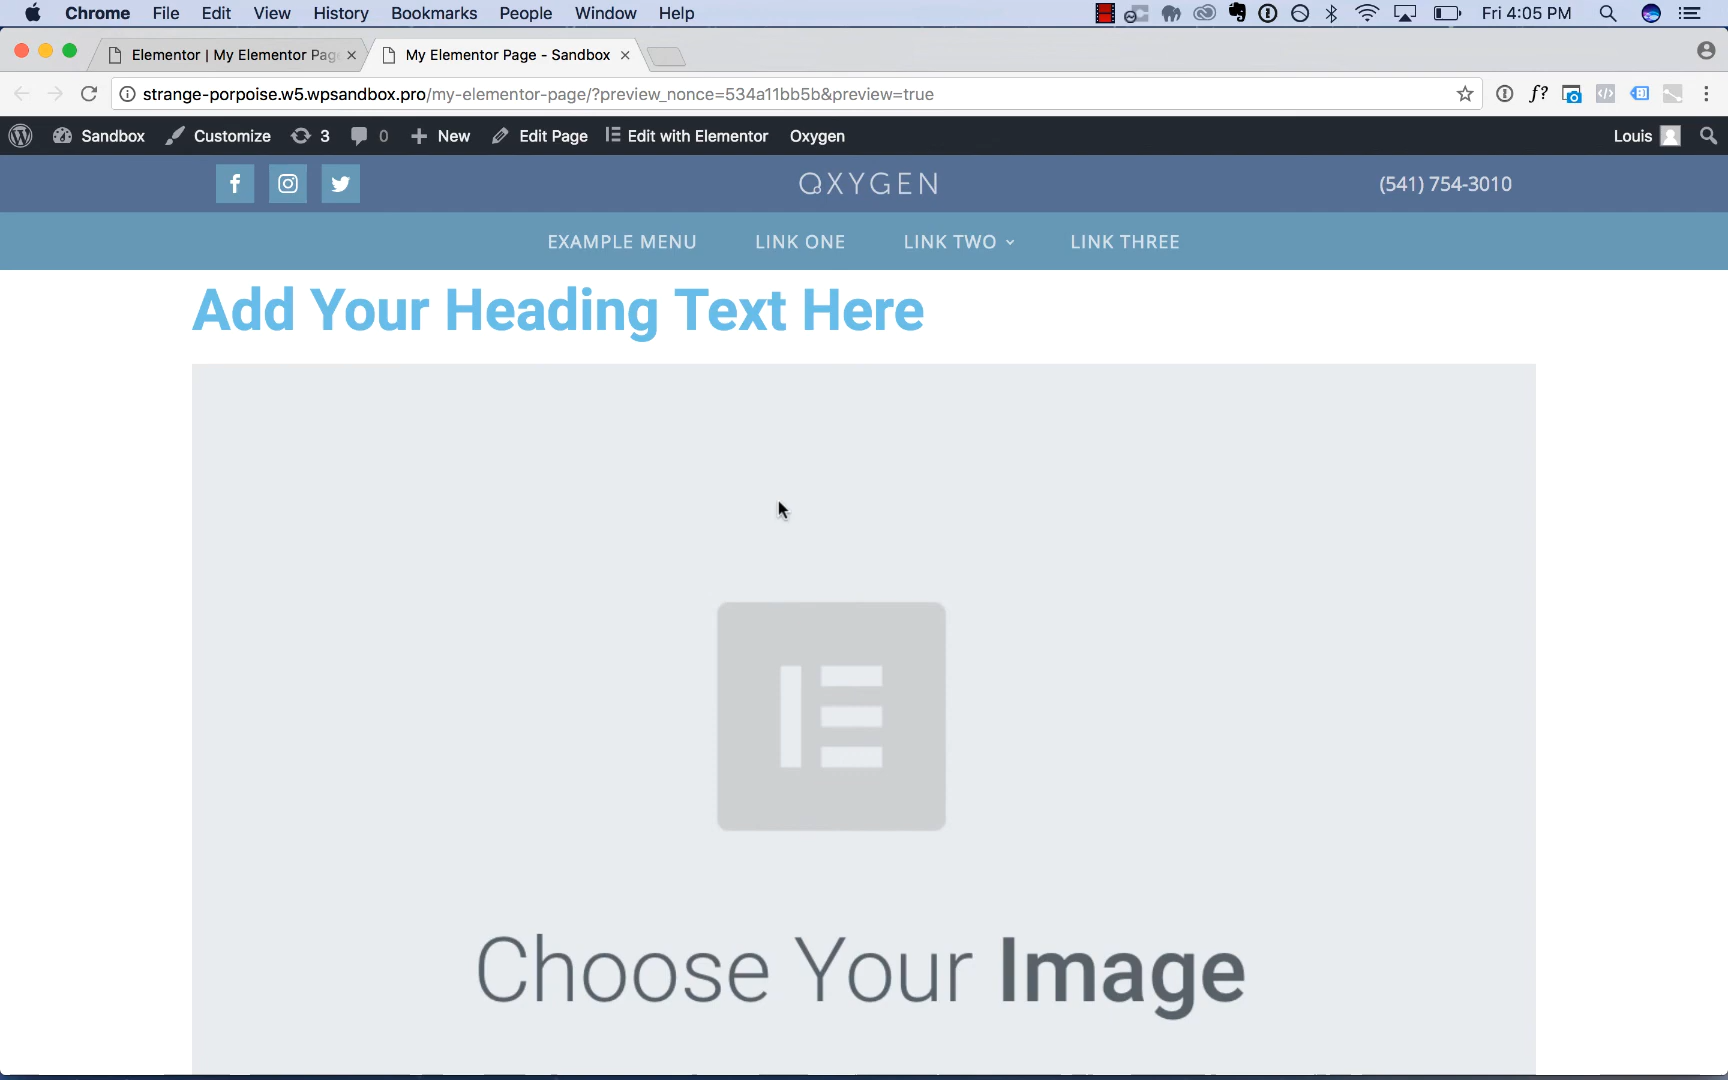 Chrome File Edit View History Bookmarks People Window Help Fri 4:05 PM
Elementor | My Elementor Pag My Elementor Page - Sandbox
strange-porpoise.w5.wpsandbox.pro/my-elementor-page/?preview_nonce=534a11bb5b&preview=true f?
Sandbox Customize 3 0 New Edit Page Edit with Elementor Oxygen Louis
OXYGEN (541) 754-3010
EXAMPLE MENU LINK ONE LINK TWO LINK THREE
Add Your Heading Text Here
Choose Your Image